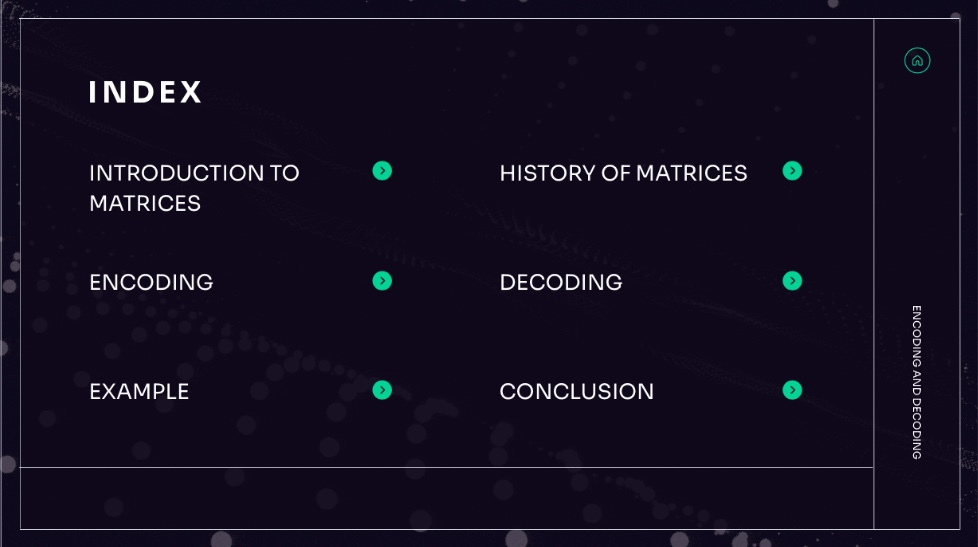 INDEX
INTRODUCTION TO
MATRICES
HISTORY OF MATRICES
ENCODING
DECODING
EXAMPLE
CONCLUSION
ENCODING AND DECODING